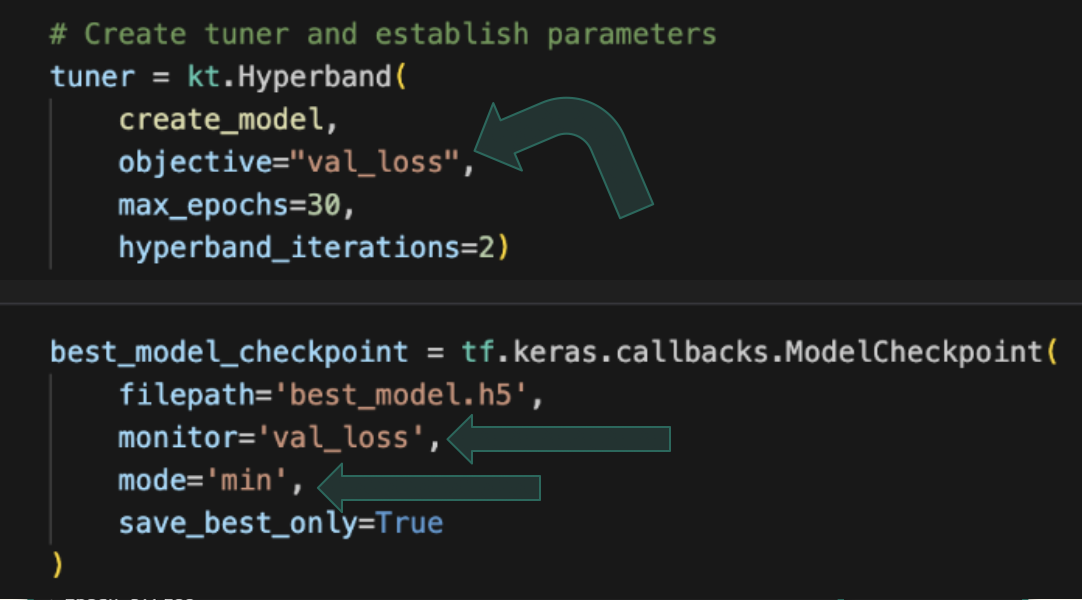 # Create tuner and establish parameters
tuner = kt.Hyperband(
    create_model,
    objective="val_loss",
    max_epochs=30,
    hyperband_iterations=2)
best_model_checkpoint = tf.keras.callbacks.ModelCheckpoint(
    filepath='best_model.h5',
    monitor='val_loss',
    mode='min',
    save_best_only=True
)